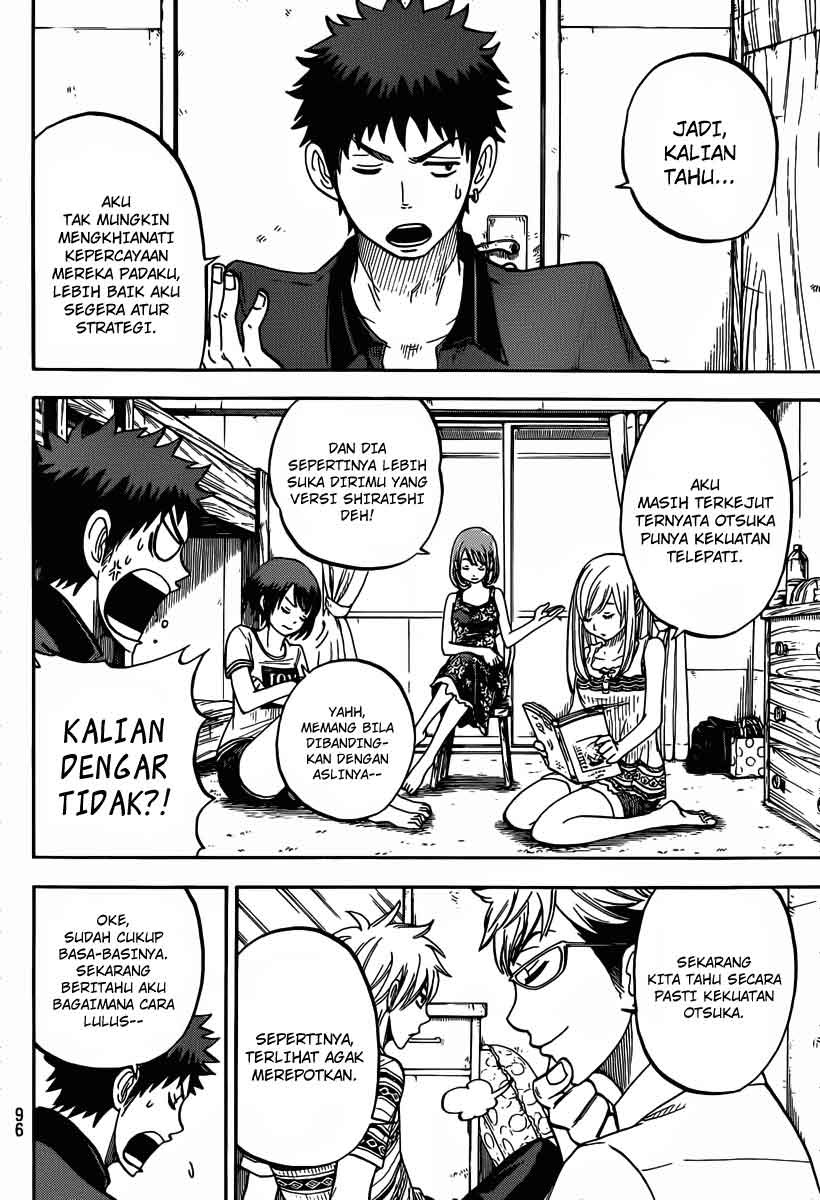 JADI,
KALIAN
TAHU...
AKU
TAK MUNGKIN
MENGKHIANATI
KEPERCAYAAN
MEREKA PADAKU,
LEBIH BAIK AKU
SEGERA ATUR
STRATEGI.
AKU
MASIH TERKEJUT
TERNYATA OTSUKA
PUNYA KEKUATAN
TELEPATI.
DAN DIA
SEPERTINYA LEBIH
SUKA DIRIMU YANG
VERSI SHIRAISHI
DEH!
YAHH,
MEMANG BILA
DIBANDING-
KAN DENGAN
ASLINYA--
KALIAN
DENGAR
TIDAK?!
SEKARANG
KITA TAHU SECARA
PASTI KEKUATAN
OTSUKA.
SEPERTINYA,
TERLIHAT AGAK
MEREPOTKAN.
OKE,
SUDAH CUKUP
BASA-BASINYA.
SEKARANG
BERITAHU AKU
BAGAIMANA CARA
LULUS--
96